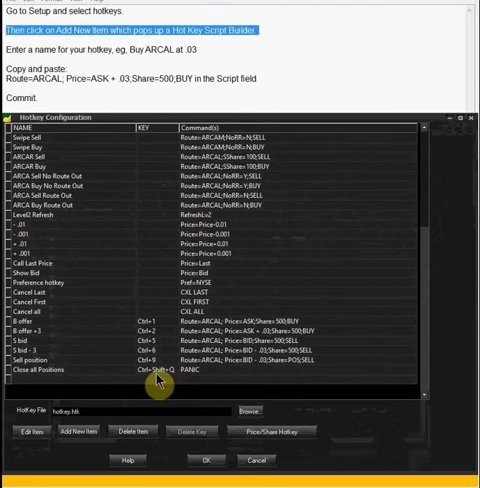 Go to Setup and select hotkeys.
Then click on Add New Item which pops up a Hot Key Script Builder.
Enter a name for your hotkey, eg, Buy ARCAL at .03
Copy and paste:
Route=ARCAL; Price=ASK + .03;Share=500;BUY in the Script field
Commit.
Hotkey Configuration
NAME KEY Command(s)
Swipe Sell Route=ARCAM;NoRR=N;SELL
Swipe Buy Route=ARCAM;NoRR=N;BUY
ARCAR Sell Route=ARCAL;SShare=100;SELL
ARCAR Buy Route=ARCAL;SShare=100;BUY
ARCA Sell No Route Out Route=ARCAL;NoRR=Y;SELL
ARCA Buy No Route Out Route=ARCAL;NoRR=Y;BUY
ARCA Sell Route Out Route=ARCAL;NoRR=N;SELL
ARCA Buy Route Out Route=ARCAL;NoRR=N;BUY
Level2 Refresh RefreshLv2
- .01 Price=Price-0.01
- .001 Price=Price-0.001
+ .01 Price=Price+0.01
+ .001 Price=Price+0.001
Call Last Price Price=Last
Show Bid Price=Bid
Preference hotkey Pref=NYSE
Cancel Last CXL LAST
Cancel First CXL FIRST
Cancel all CXL ALL
B offer Ctrl+1 Route=ARCAL; Price=ASK;Share=500;BUY
B offer +3 Ctrl+2 Route=ARCAL; Price=ASK + .03;Share=500;BUY
S bid Ctrl+5 Route=ARCAL; Price=BID;Share=500;SELL
S bid - 3 Ctrl+6 Route=ARCAL; Price=BID - .03;Share=500;SELL
Sell position Ctrl+9 Route=ARCAL; Price=BID - .03;Share=POS;SELL
Close all Positions Ctrl+Shift+Q PANIC
HotKey File hotkey.htk Browse...
Edit Item Add New Item Delete Item Delete Key Price/Share Hotkey
Help OK Cancel